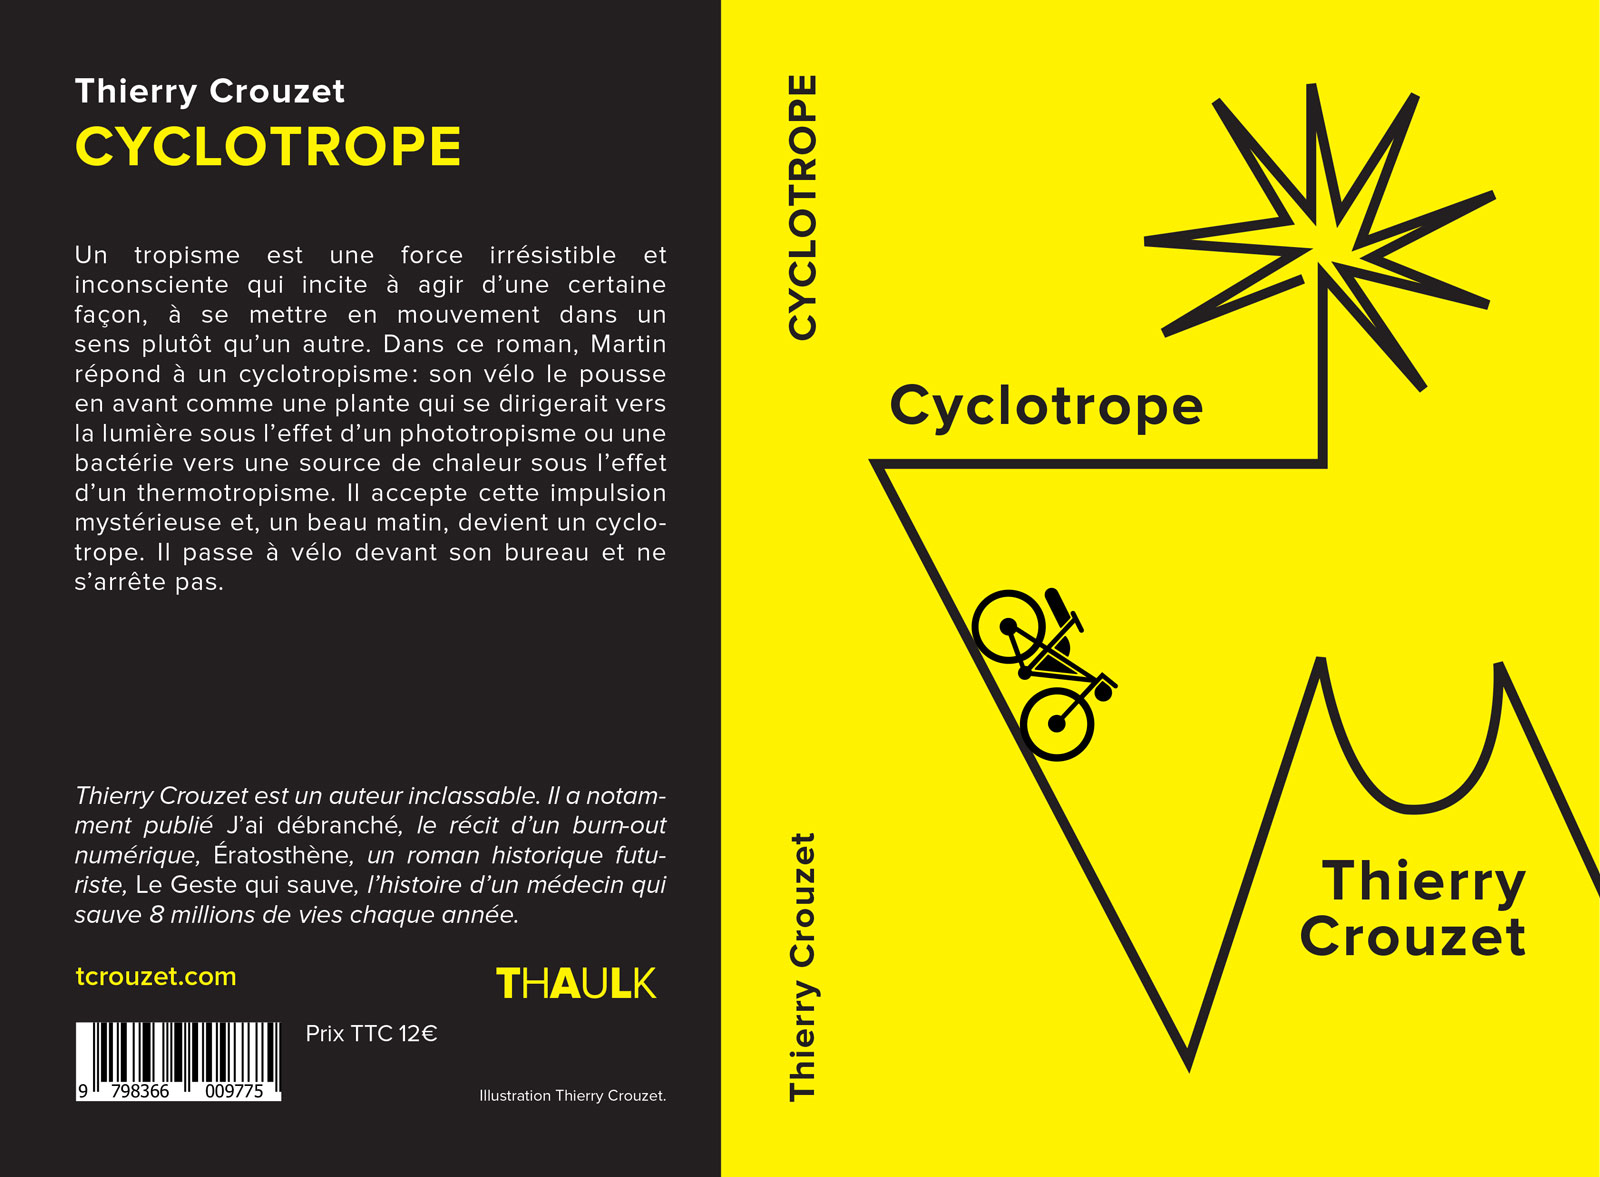 Thierry Crouzet
CYCLOTROPE
Un tropisme est une force irrésistible et
inconsciente qui incite à agir d’une certaine
façon, à se mettre en mouvement dans un
sens plutôt qu’un autre. Dans ce roman, Martin
répond à un cyclotropisme : son vélo le pousse
en avant comme une plante qui se dirigerait vers
la lumière sous l’effet d’un phototropisme ou une
bactérie vers une source de chaleur sous l’effet
d’un thermotropisme. Il accepte cette impulsion
mystérieuse et, un beau matin, devient un cyclo-
trope. Il passe à vélo devant son bureau et ne
s’arrête pas.
Thierry Crouzet est un auteur inclassable. Il a notam-
ment publié J’ai débranché, le récit d’un burn-out
numérique, Ératosthène, un roman historique futu-
riste, Le Geste qui sauve, l’histoire d’un médecin qui
sauve 8 millions de vies chaque année.
tcrouzet.com
THAULK
Prix TTC 12€
9 798366 009775
Illustration Thierry Crouzet.
CYCLOTROPE
Thierry Crouzet
Cyclotrope
Thierry
Crouzet